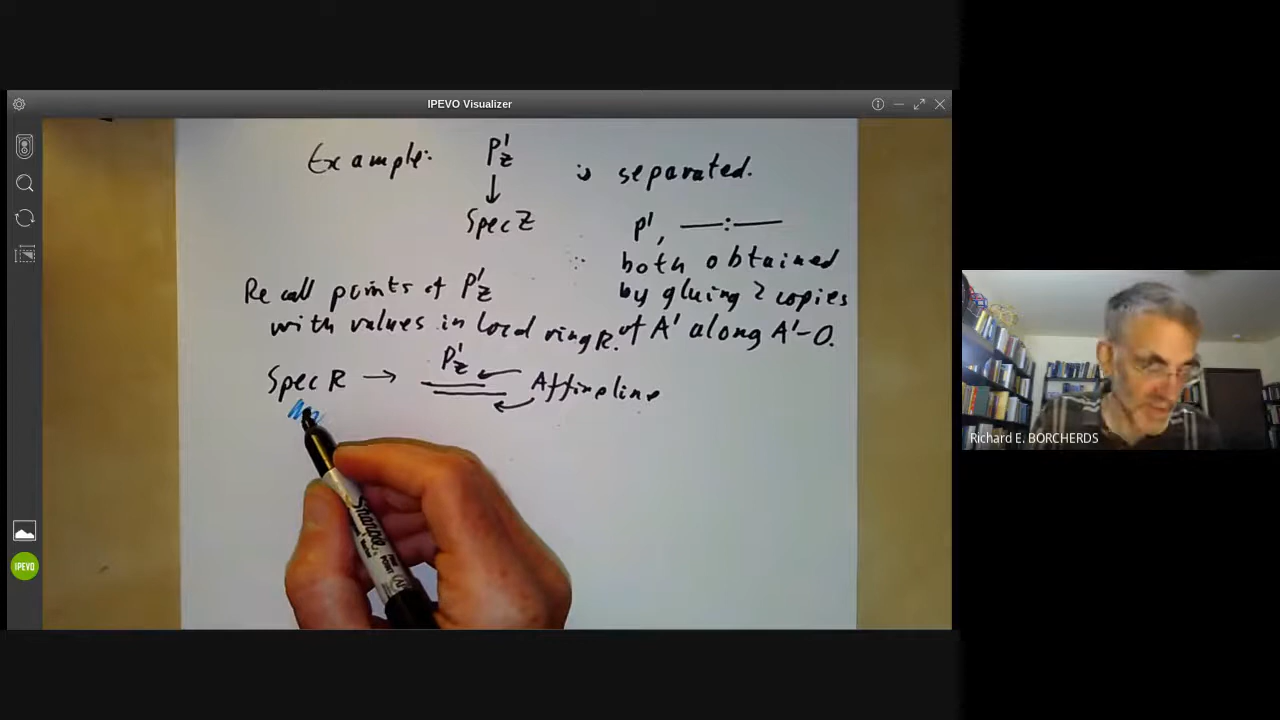 IPEVO Visualizer
Example: P¹_Z is separated.
↓
Spec Z
P¹, —:—
both obtained
by gluing 2 copies
of A¹ along A¹-0.
Recall points of P¹_Z
with values in local ring R.
P¹_Z
Spec R → Affine line
Sharpie
IPEVO
Richard E. BORCHERDS